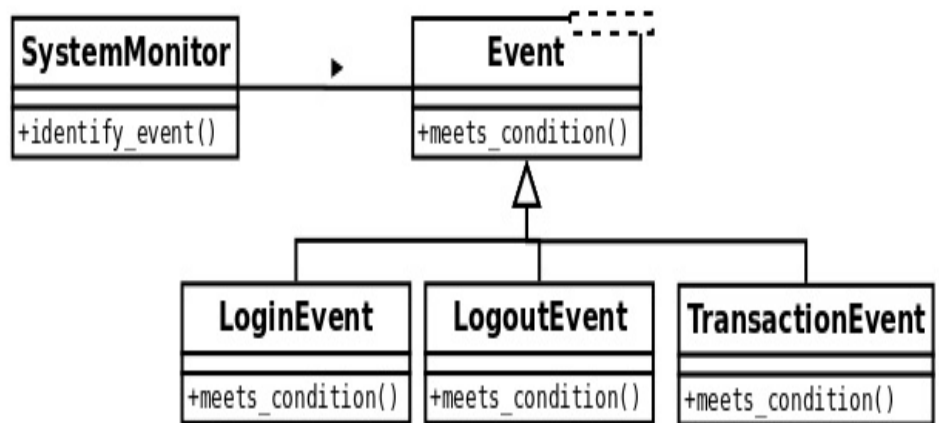 SystemMonitor
+identify_event()
Event
+meets_condition()
LoginEvent
+meets_condition()
LogoutEvent
+meets_condition()
TransactionEvent
+meets_condition()